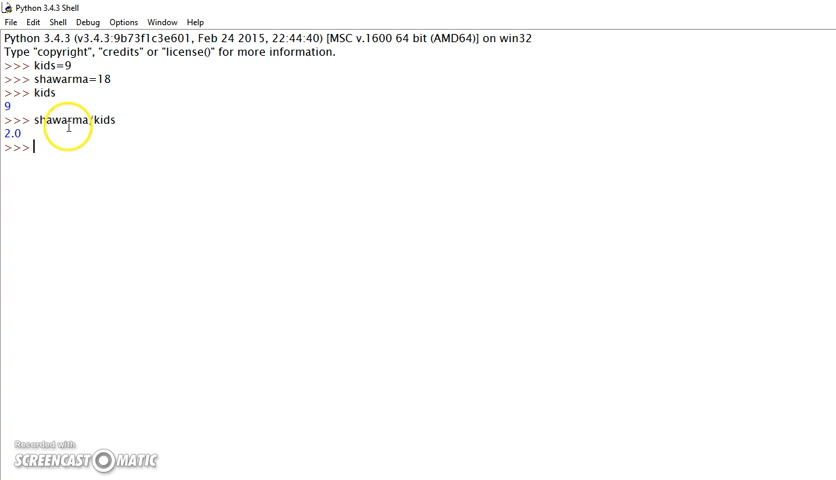 Python 3.4.3 Shell
File Edit Shell Debug Options Window Help
Python 3.4.3 (v3.4.3:9b73f1c3e601, Feb 24 2015, 22:44:40) [MSC v.1600 64 bit (AMD64)] on win32
Type "copyright", "credits" or "license()" for more information.
>>> kids=9
>>> shawarma=18
>>> kids
9
>>> shawarma/kids
2.0
>>>
Recorded with
SCREENCAST MATIC